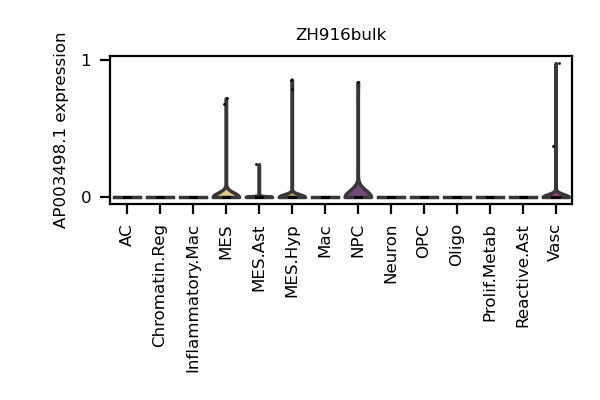 ZH916bulk
AP003498.1 expression
1
0
AC
Chromatin.Reg
Inflammatory.Mac
MES
MES.Ast
MES.Hyp
Mac
NPC
Neuron
OPC
Oligo
Prolif.Metab
Reactive.Ast
Vasc